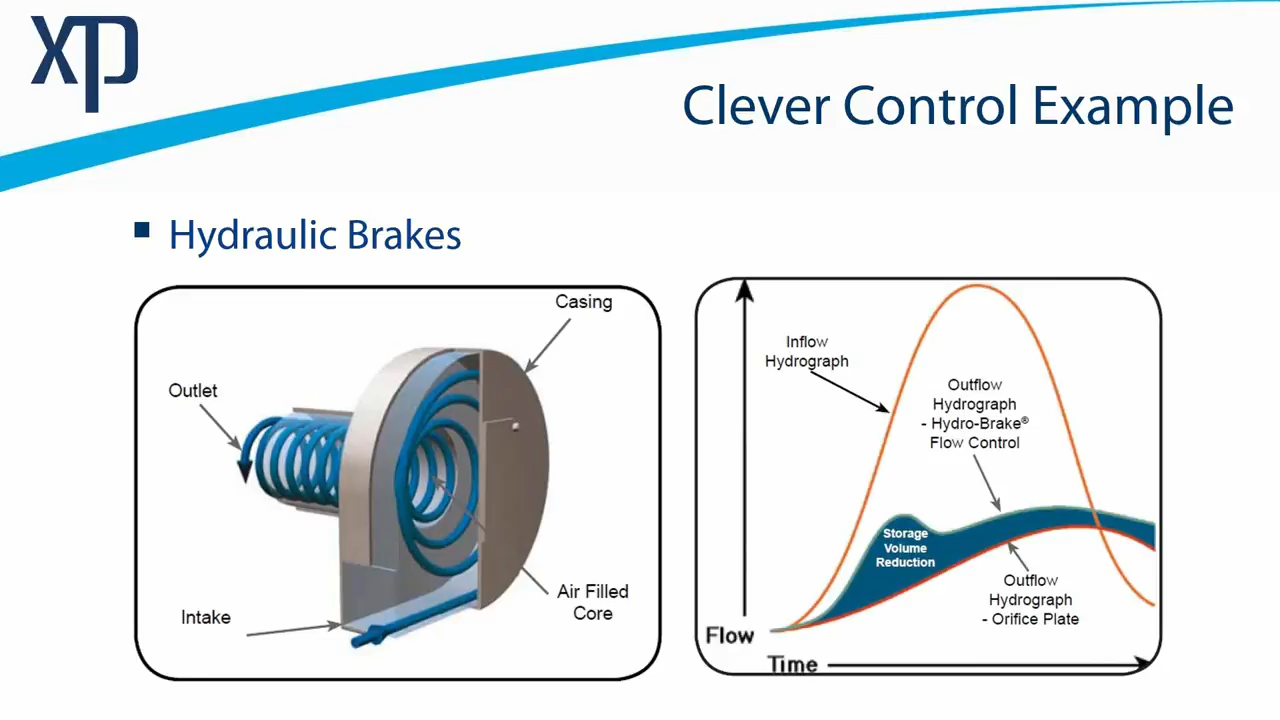 xp
Clever Control Example
Hydraulic Brakes
Casing
Outlet
Intake
Air Filled
Core
Inflow
Hydrograph
Outflow
Hydrograph
- Hydro-Brake®
Flow Control
Storage
Volume
Reduction
Outflow
Hydrograph
- Orifice Plate
Flow
Time